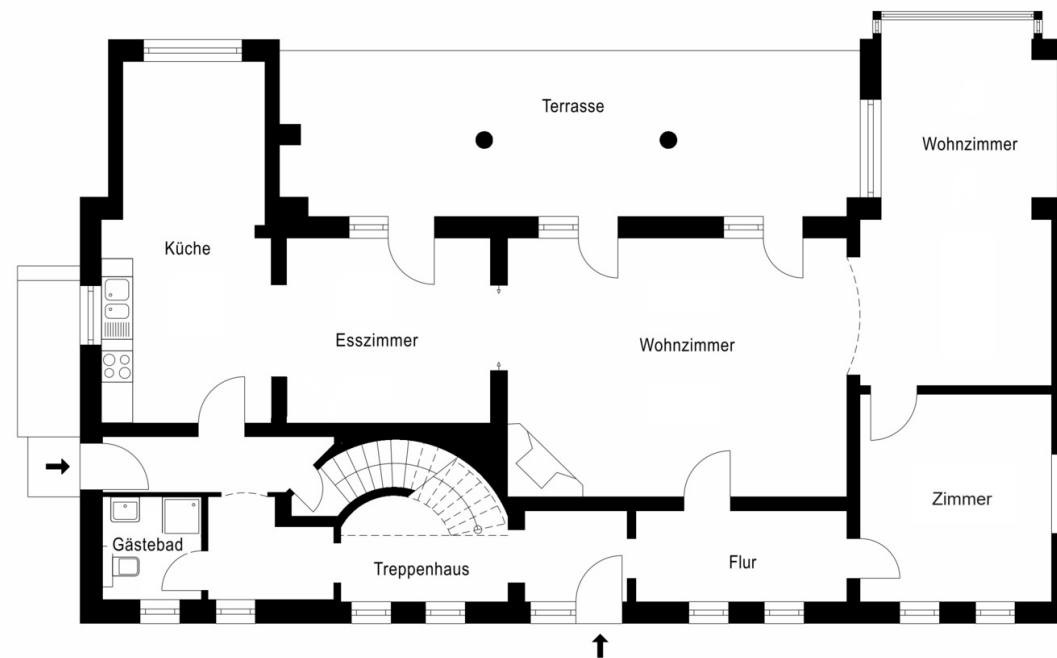 Terrasse
Wohnzimmer
Küche
Esszimmer
Wohnzimmer
Zimmer
Gästebad
Treppenhaus
Flur